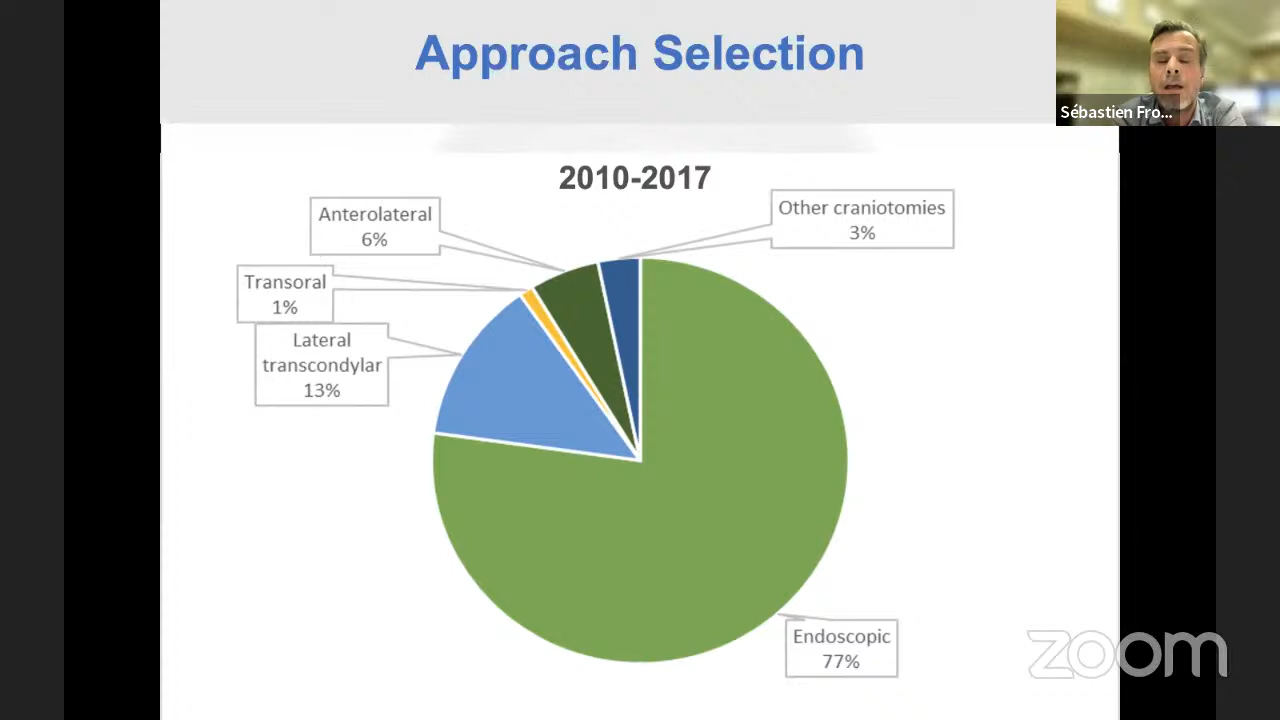 Approach Selection
Sébastien Fro...
2010-2017
Anterolateral
6%
Other craniotomies
3%
Transoral
1%
Lateral
transcondylar
13%
Endoscopic
77%
zoom